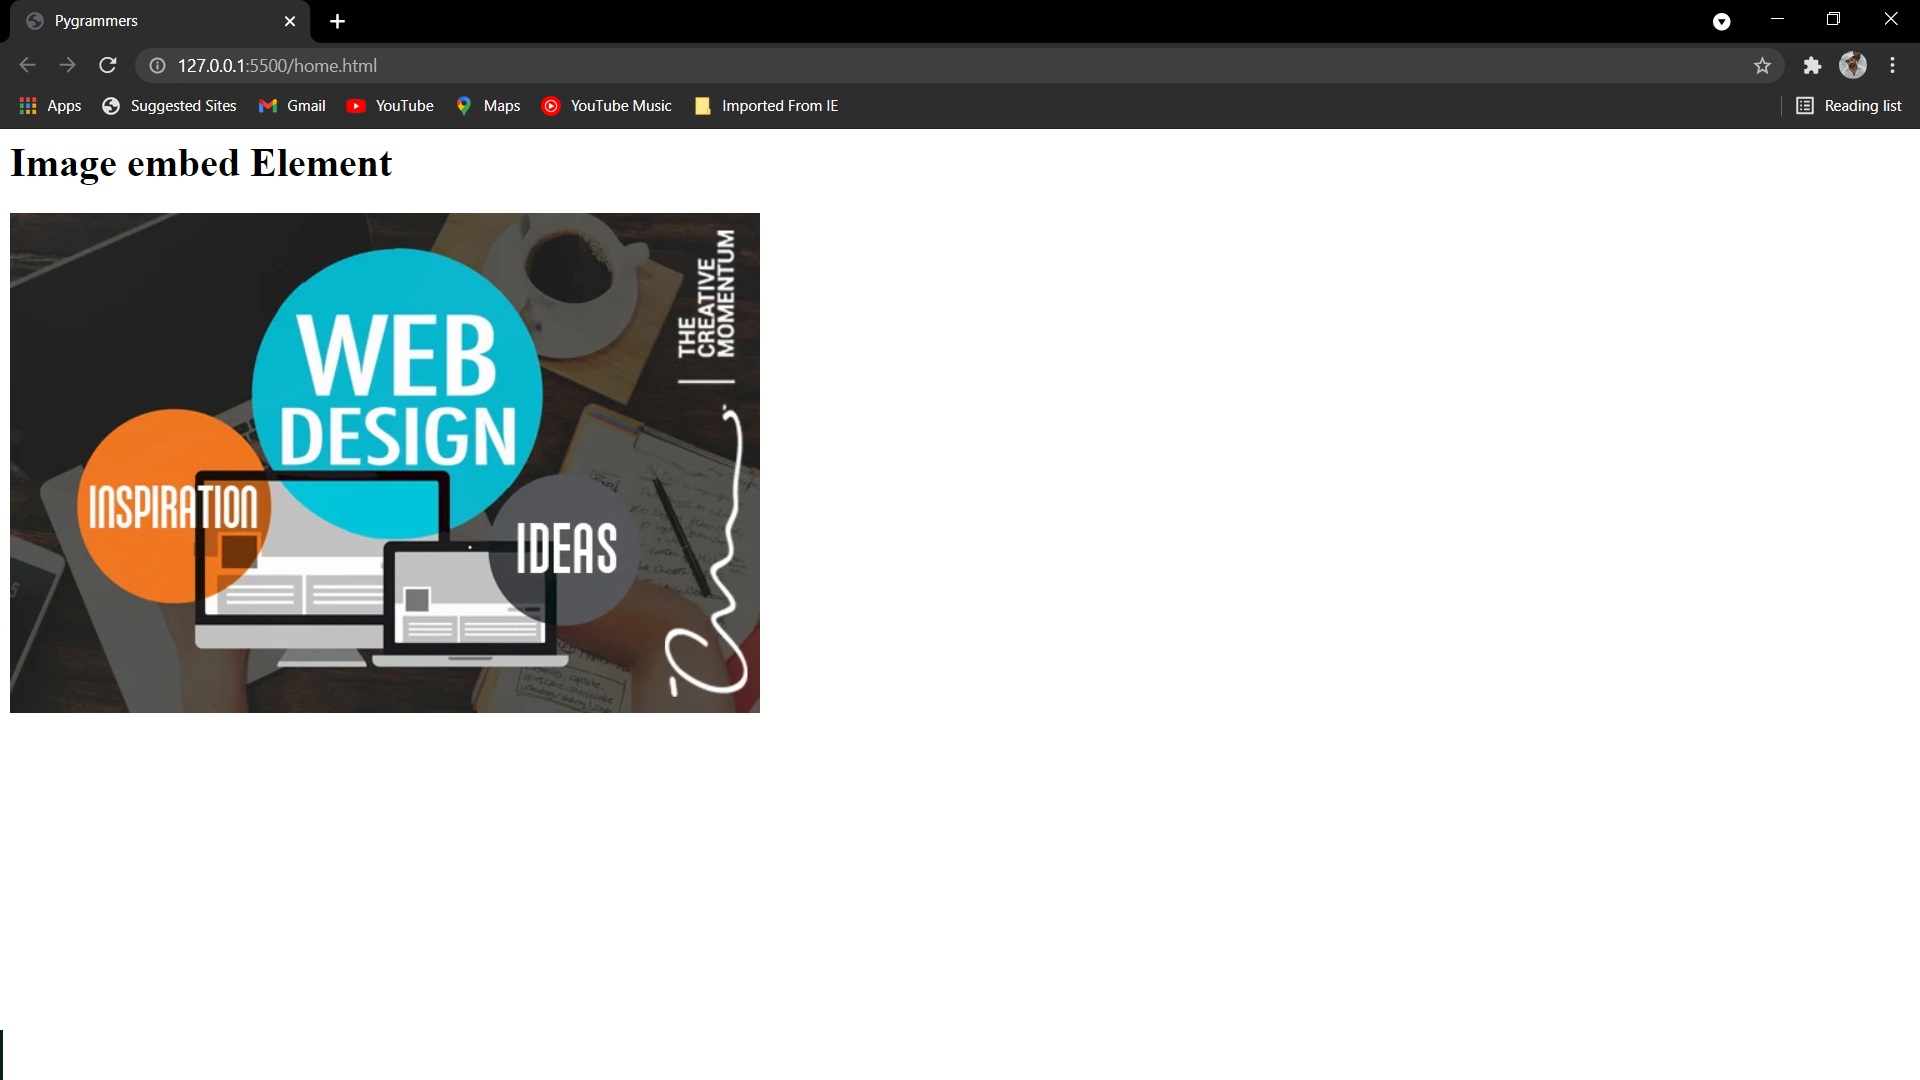 Pygrammers
127.0.0.1:5500/home.html
Apps Suggested Sites Gmail YouTube Maps YouTube Music Imported From IE Reading list
Image embed Element
THE
CREATIVE
MOMENTUM
WEB
DESIGN
INSPIRATION
IDEAS